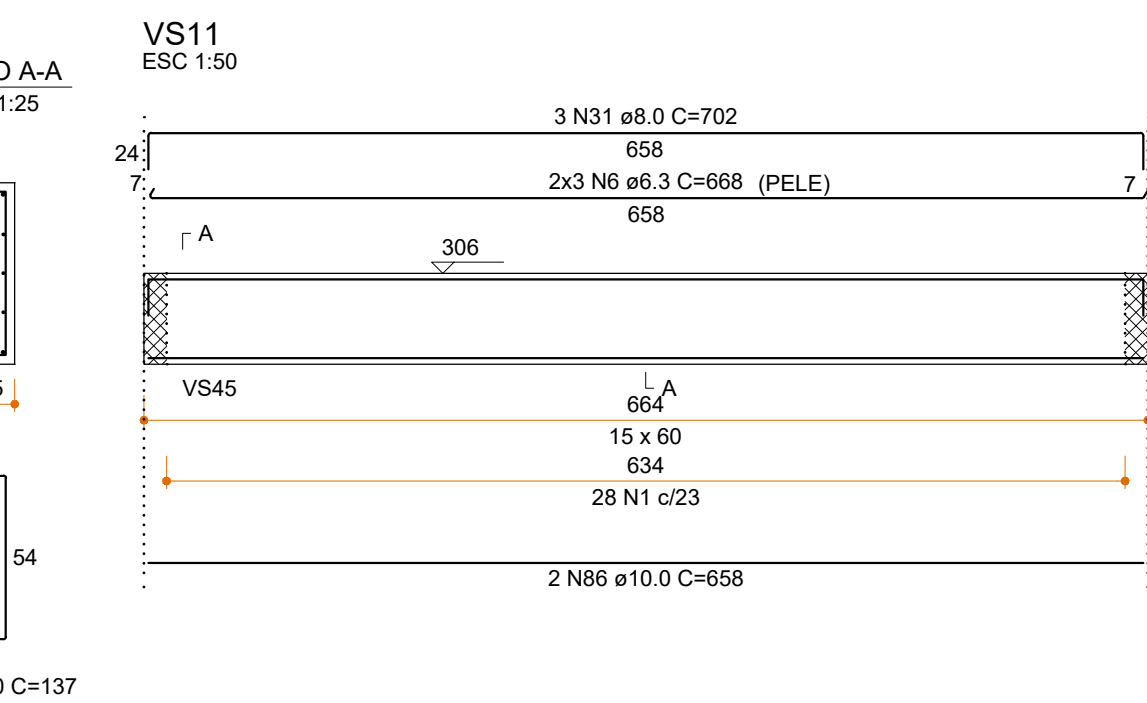 VS11
ESC 1:50
A-A
1:25
3 N31 ø8.0 C=702
24
658
7
2x3 N6 ø6.3 C=668 (PELE)
7
658
A
306
VS45
A
664
15 x 60
634
28 N1 c/23
54
2 N86 ø10.0 C=658
C=137